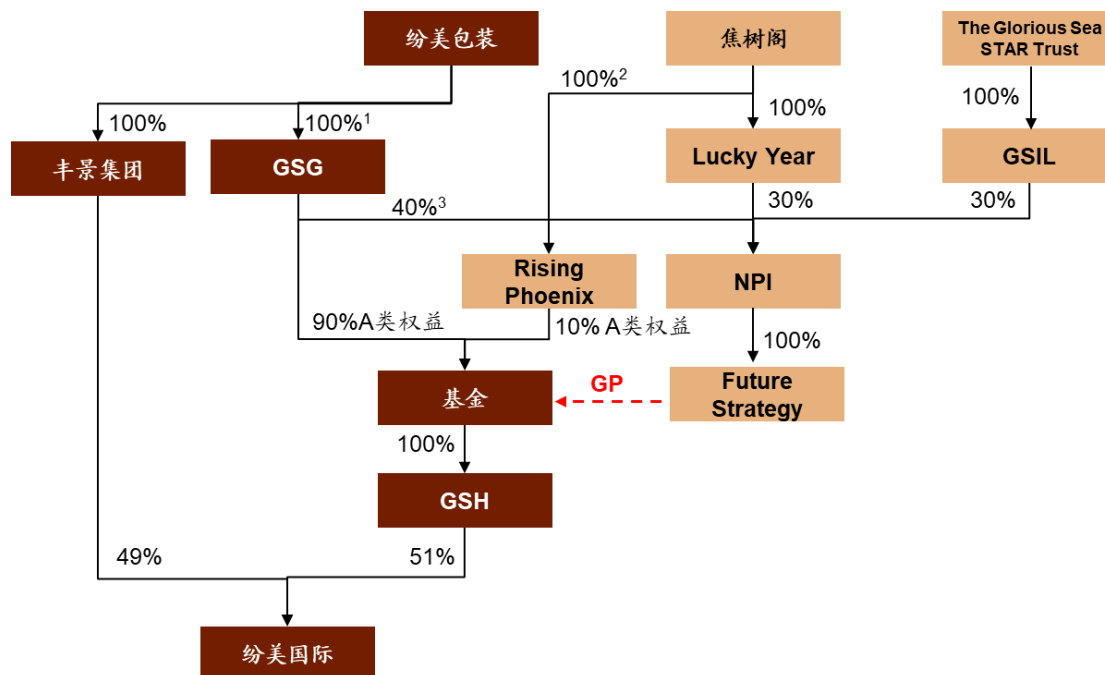 纷美包装
焦树阁
The Glorious Sea
STAR Trust
100%
100%¹
100%²
100%
100%
丰景集团
GSG
Lucky Year
GSIL
40%³
30%
30%
Rising
Phoenix
NPI
90%A类权益
10% A类权益
100%
基金
GP
Future
Strategy
100%
GSH
49%
51%
纷美国际